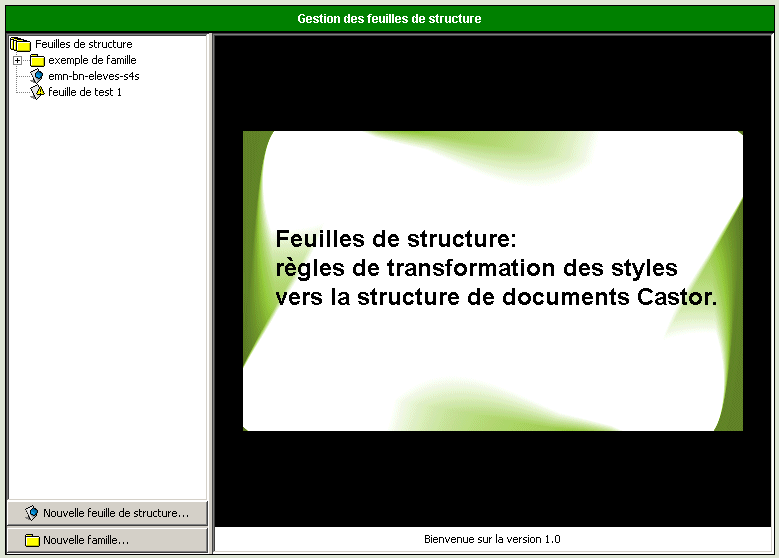 Gestion des feuilles de structure
Feuilles de structure
exemple de famille
emn-bn-eleves-s4s
feuille de test 1
Feuilles de structure:
règles de transformation des styles
vers la structure de documents Castor.
Nouvelle feuille de structure...
Nouvelle famille...
Bienvenue sur la version 1.0